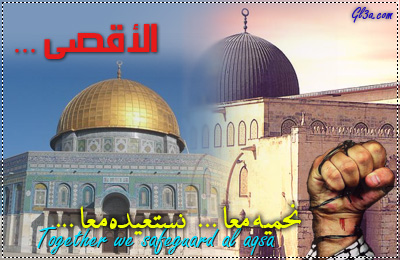 Gl3a.com
الأقصى ...
نحميه معا ... نستعيده معا ...
Together we safeguard al aqsa